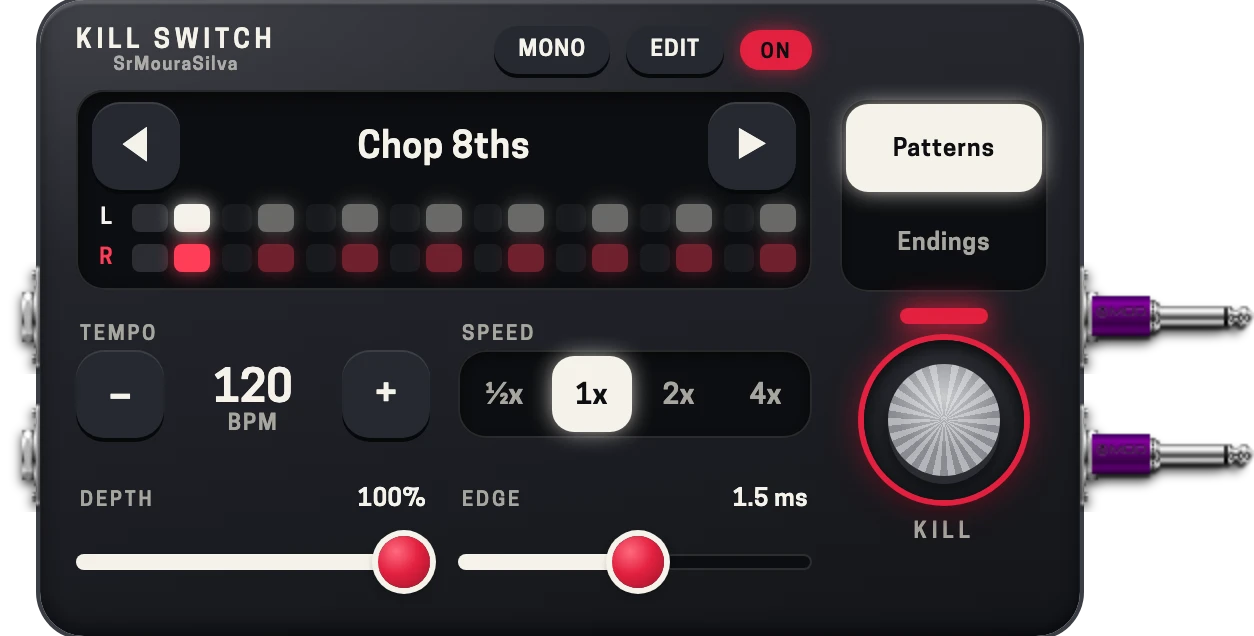 KILL SWITCH
SrMouraSilva
MONO
EDIT
ON
Chop 8ths
L
R
Patterns
Endings
TEMPO
–
120
BPM
+
SPEED
½x
1x
2x
4x
DEPTH
100%
EDGE
1.5 ms
KILL